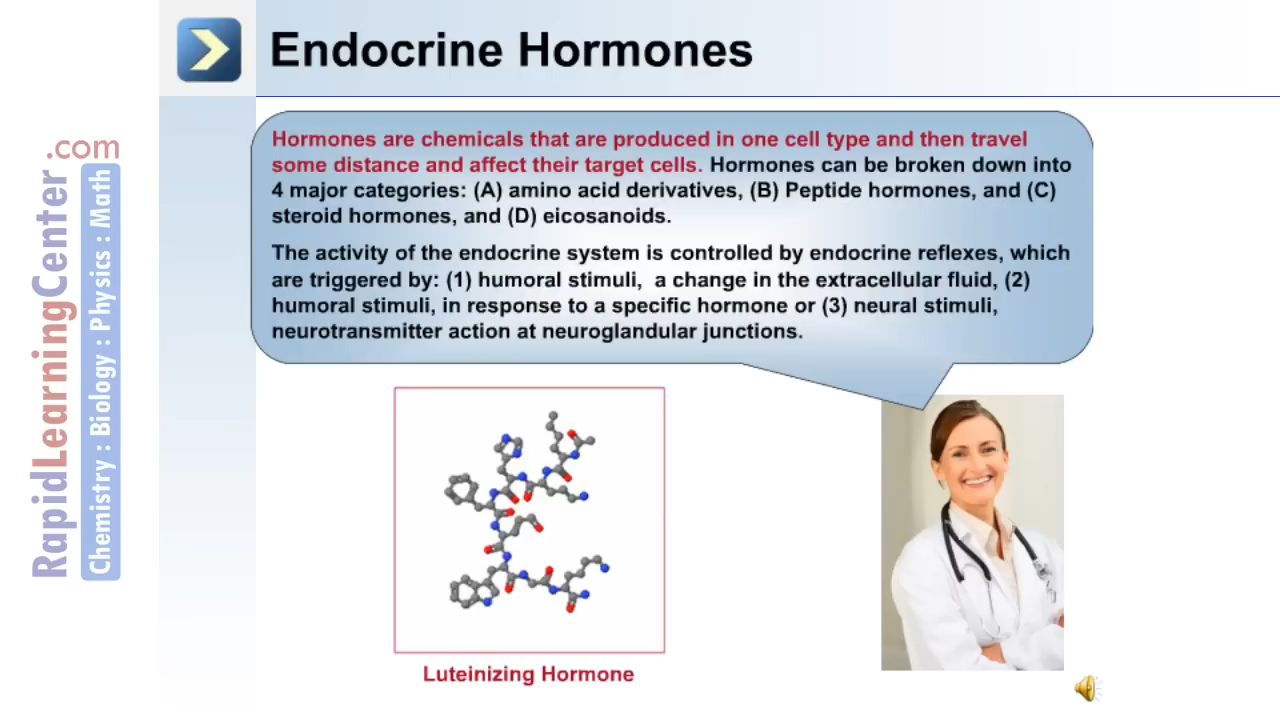 Endocrine Hormones
Hormones are chemicals that are produced in one cell type and then travel
some distance and affect their target cells. Hormones can be broken down into
4 major categories: (A) amino acid derivatives, (B) Peptide hormones, and (C)
steroid hormones, and (D) eicosanoids.
The activity of the endocrine system is controlled by endocrine reflexes, which
are triggered by: (1) humoral stimuli, a change in the extracellular fluid, (2)
humoral stimuli, in response to a specific hormone or (3) neural stimuli,
neurotransmitter action at neuroglandular junctions.
Luteinizing Hormone
RapidLearningCenter.com
Chemistry : Biology : Physics : Math